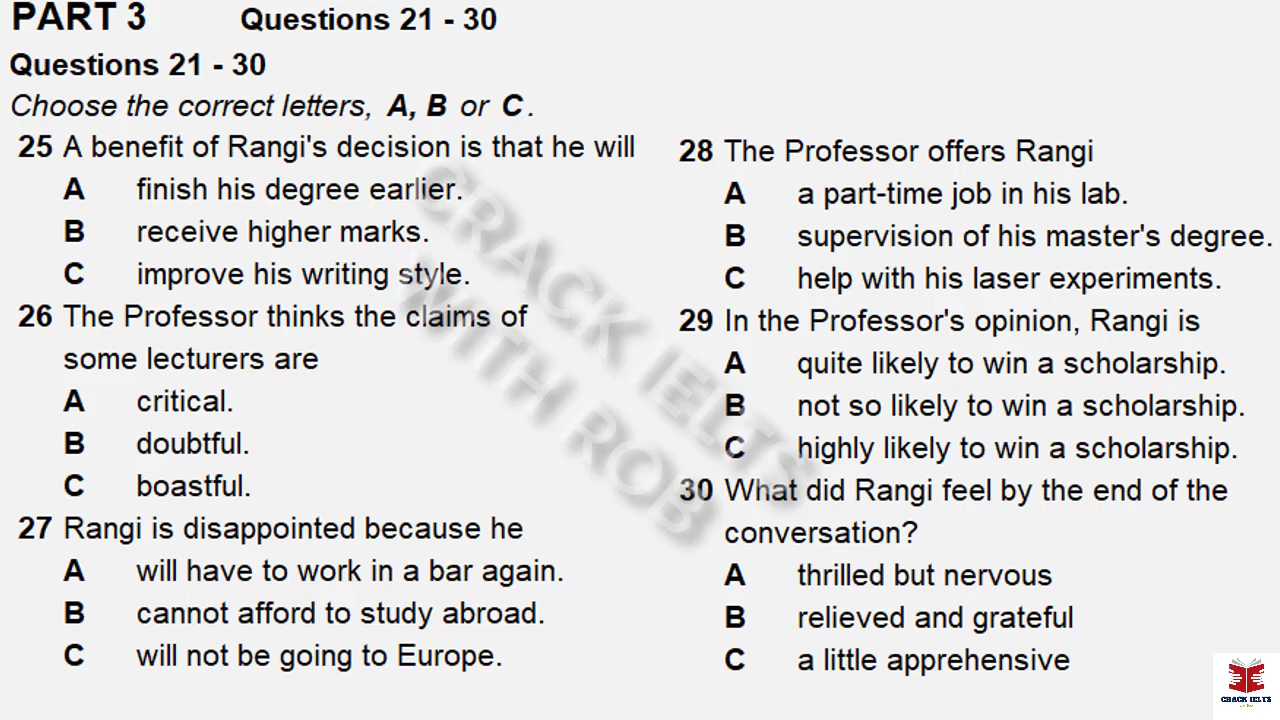 PART 3 Questions 21 - 30
Questions 21 - 30
Choose the correct letters, A, B or C.
25 A benefit of Rangi's decision is that he will
A finish his degree earlier.
B receive higher marks.
C improve his writing style.
26 The Professor thinks the claims of
some lecturers are
A critical.
B doubtful.
C boastful.
27 Rangi is disappointed because he
A will have to work in a bar again.
B cannot afford to study abroad.
C will not be going to Europe.
28 The Professor offers Rangi
A a part-time job in his lab.
B supervision of his master's degree.
C help with his laser experiments.
29 In the Professor's opinion, Rangi is
A quite likely to win a scholarship.
B not so likely to win a scholarship.
C highly likely to win a scholarship.
30 What did Rangi feel by the end of the
conversation?
A thrilled but nervous
B relieved and grateful
C a little apprehensive
CRACK IELTS
WITH ROB
CRACK IELTS